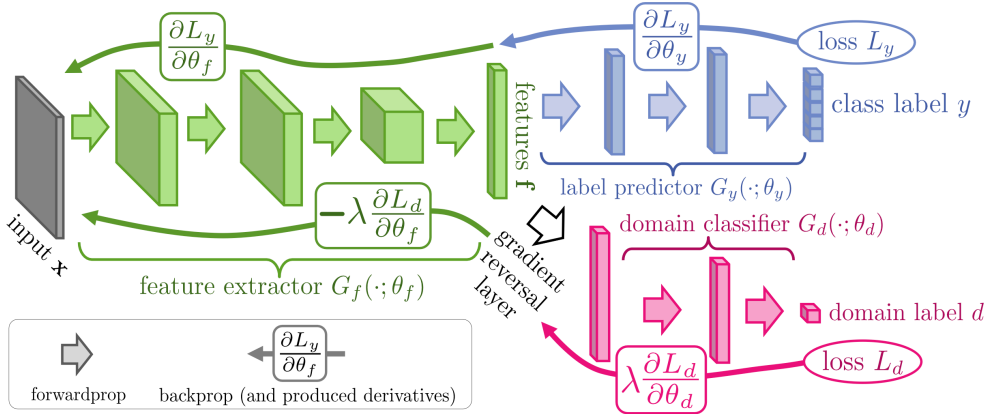 ∂L_y
∂θ_f
∂L_y
∂θ_y
loss L_y
class label y
features f
label predictor G_y(·; θ_y)
input x
−λ ∂L_d
∂θ_f
feature extractor G_f(·; θ_f)
gradient
reversal
layer
domain classifier G_d(·; θ_d)
domain label d
λ ∂L_d
∂θ_d
loss L_d
∂L_y
∂θ_f
forwardprop
backprop (and produced derivatives)